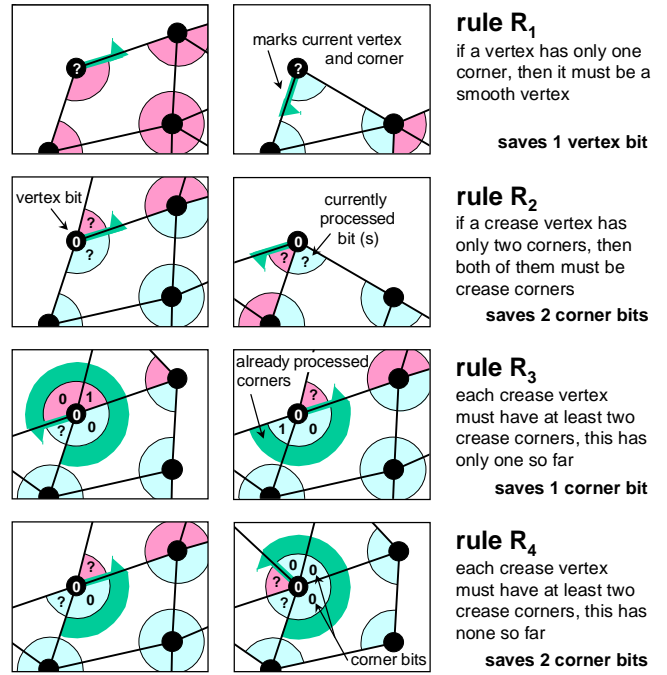 ?
marks current vertex
and corner
?
rule R1
if a vertex has only one
corner, then it must be a
smooth vertex
saves 1 vertex bit
vertex bit
?
0
?
currently
processed
bit (s)
0
?
?
rule R2
if a crease vertex has
only two corners, then
both of them must be
crease corners
saves 2 corner bits
0
1
0
?
0
already processed
corners
?
0
1
0
rule R3
each crease vertex
must have at least two
crease corners, this has
only one so far
saves 1 corner bit
?
0
?
0
0
0
?
0
?
0
corner bits
rule R4
each crease vertex
must have at least two
crease corners, this has
none so far
saves 2 corner bits